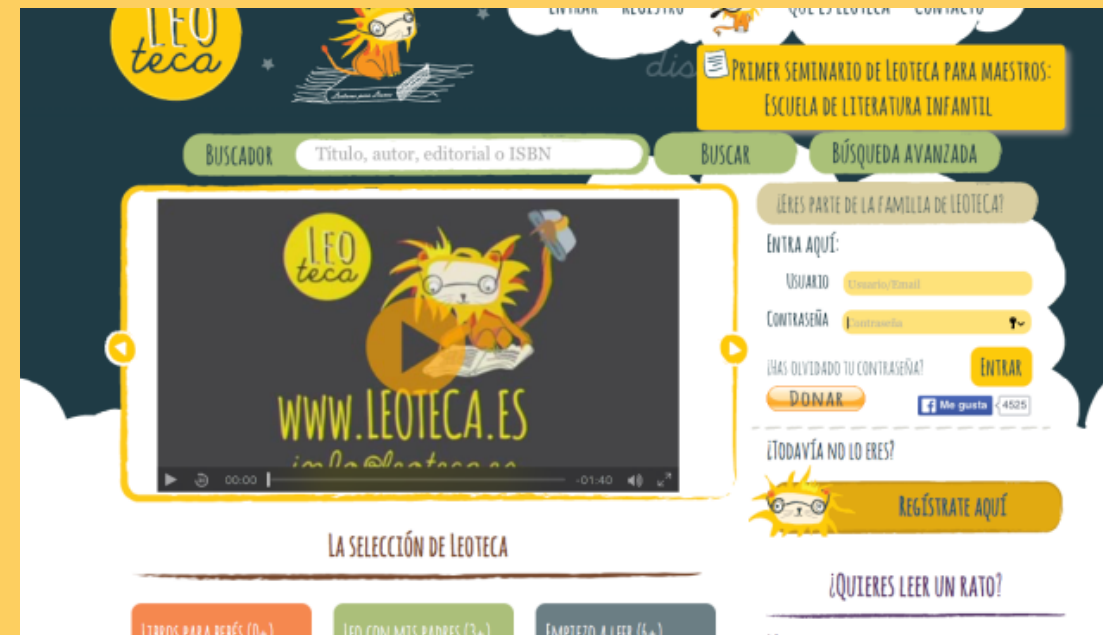 LEO
teca
ENTRAR REGISTRO QUÉ ES LEOTECA CONTACTO
dis
PRIMER SEMINARIO DE LEOTECA PARA MAESTROS:
ESCUELA DE LITERATURA INFANTIL
BUSCADOR Título, autor, editorial o ISBN BUSCAR BÚSQUEDA AVANZADA
¿ERES PARTE DE LA FAMILIA DE LEOTECA?
ENTRA AQUÍ:
USUARIO Usuario/Email
CONTRASEÑA Contraseña
¿HAS OLVIDADO TU CONTRASEÑA? ENTRAR
DONAR Me gusta 4525
¿TODAVÍA NO LO ERES?
REGÍSTRATE AQUÍ
LEO
teca
WWW.LEOTECA.ES
info@leoteca.es
00:00 -01:40
LA SELECCIÓN DE LEOTECA
¿QUIERES LEER UN RATO?
LIBROS PARA BEBÉS (0+) LEO CON MIS PADRES (3+) EMPIEZO A LEER (6+)